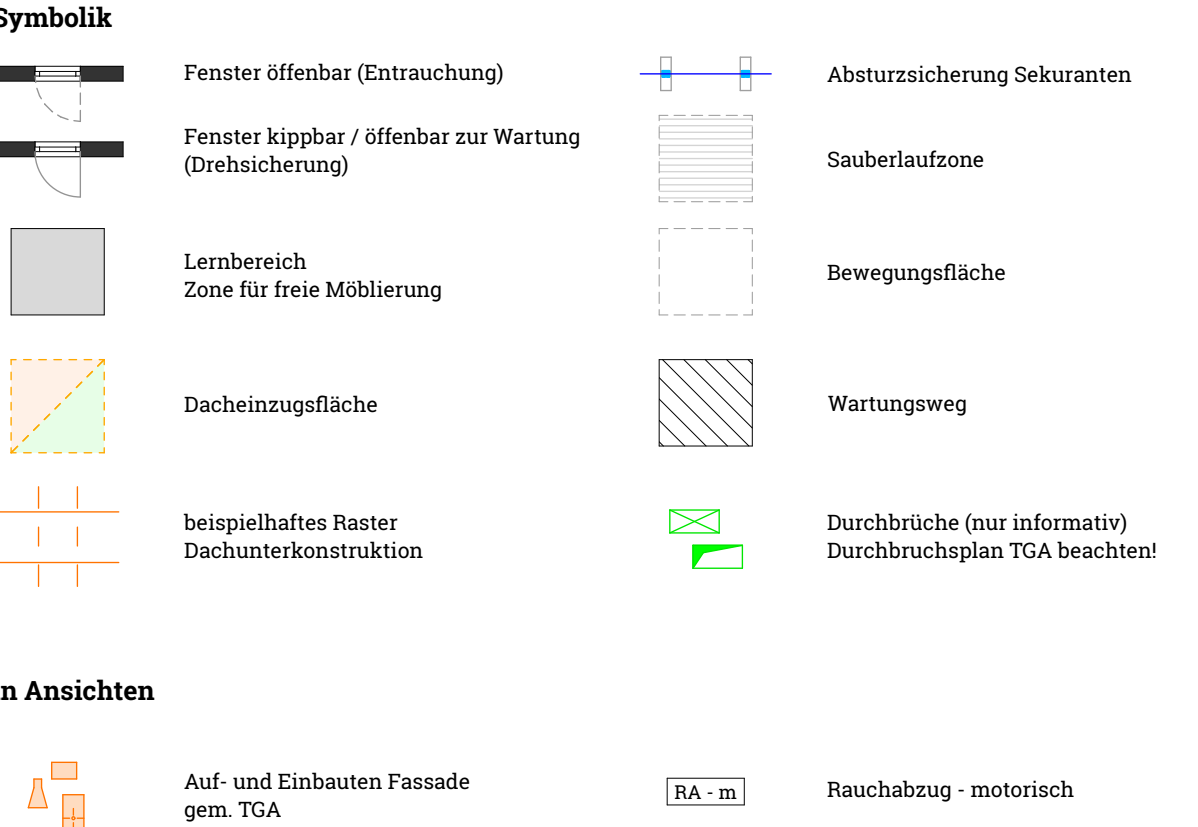 Symbolik
Fenster öffenbar (Entrauchung)
Fenster kippbar / öffenbar zur Wartung
(Drehsicherung)
Lernbereich
Zone für freie Möblierung
Dacheinzugsfläche
beispielhaftes Raster
Dachunterkonstruktion
Absturzsicherung Sekuranten
Sauberlaufzone
Bewegungsfläche
Wartungsweg
Durchbrüche (nur informativ)
Durchbruchsplan TGA beachten!
n Ansichten
Auf- und Einbauten Fassade
gem. TGA
RA - m
Rauchabzug - motorisch